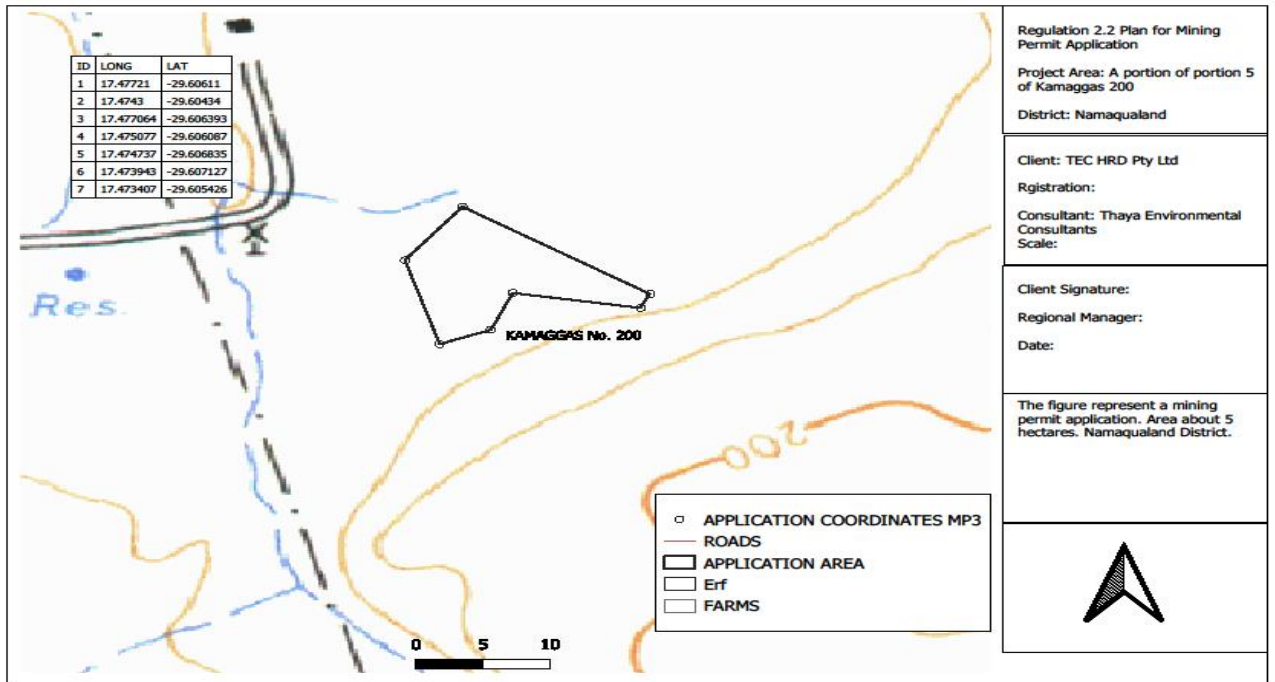 ID LONG LAT
1 17.47721 -29.60611
2 17.4743 -29.60434
3 17.477064 -29.606393
4 17.475077 -29.606087
5 17.474737 -29.606835
6 17.473943 -29.607127
7 17.473407 -29.605426
Res.
KAMAGGAS No. 200
200
APPLICATION COORDINATES MP3
ROADS
APPLICATION AREA
Erf
FARMS
0 5 10
Regulation 2.2 Plan for Mining
Permit Application
Project Area: A portion of portion 5
of Kamaggas 200
District: Namaqualand
Client: TEC HRD Pty Ltd
Rgistration:
Consultant: Thaya Environmental
Consultants
Scale:
Client Signature:
Regional Manager:
Date:
The figure represent a mining
permit application. Area about 5
hectares. Namaqualand District.